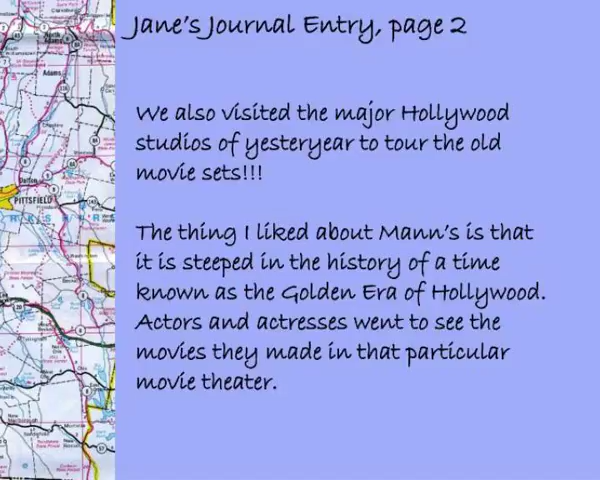 Jane's Journal Entry, page 2
We also visited the major Hollywood
studios of yesteryear to tour the old
movie sets!!!
The thing I liked about Mann's is that
it is steeped in the history of a time
known as the Golden Era of Hollywood.
Actors and actresses went to see the
movies they made in that particular
movie theater.
Adams
Dalton
PITTSFIELD